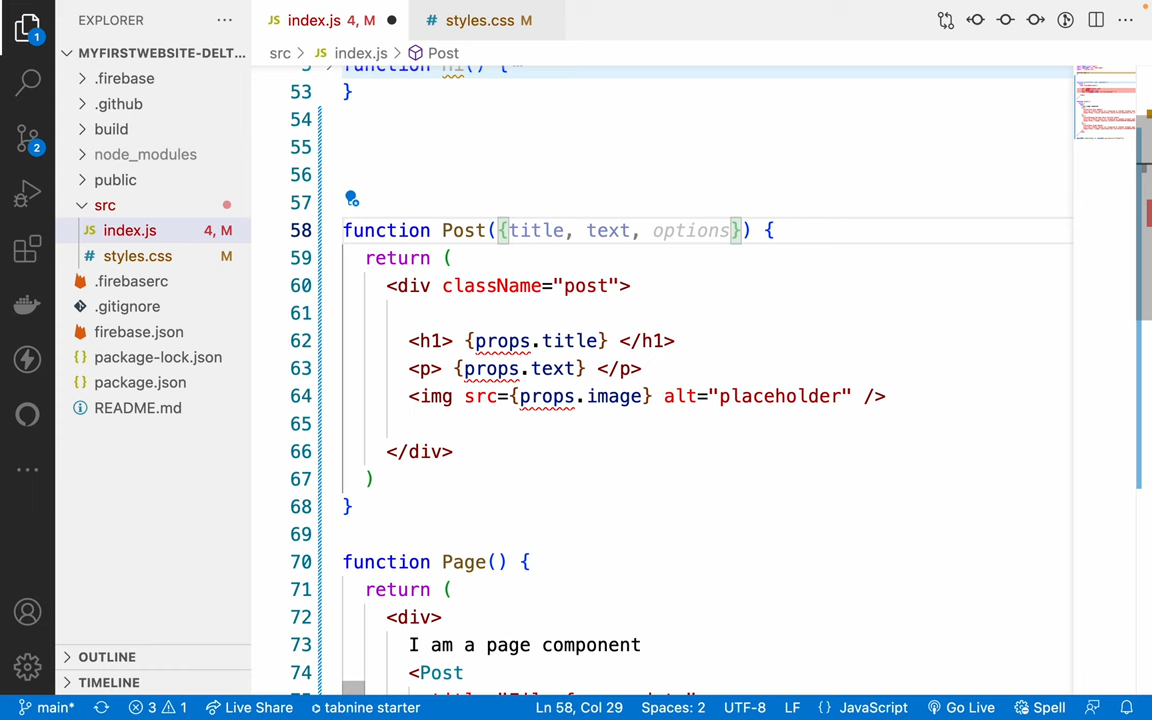 EXPLORER
index.js 4, M
styles.css M
MYFIRSTWEBSITE-DELT...
src > index.js > Post
.firebase
.github
build
node_modules
public
src
index.js 4, M
styles.css M
.firebaserc
.gitignore
firebase.json
package-lock.json
package.json
README.md
OUTLINE
TIMELINE
1
2
53 }
54
55
56
57
58 function Post({title, text, options}) {
59 return (
60 <div className="post">
61
62 <h1> {props.title} </h1>
63 <p> {props.text} </p>
64 <img src={props.image} alt="placeholder" />
65
66 </div>
67 )
68 }
69
70 function Page() {
71 return (
72 <div>
73 I am a page component
74 <Post
main* 3 1 Live Share tabnine starter Ln 58, Col 29 Spaces: 2 UTF-8 LF {} JavaScript Go Live Spell